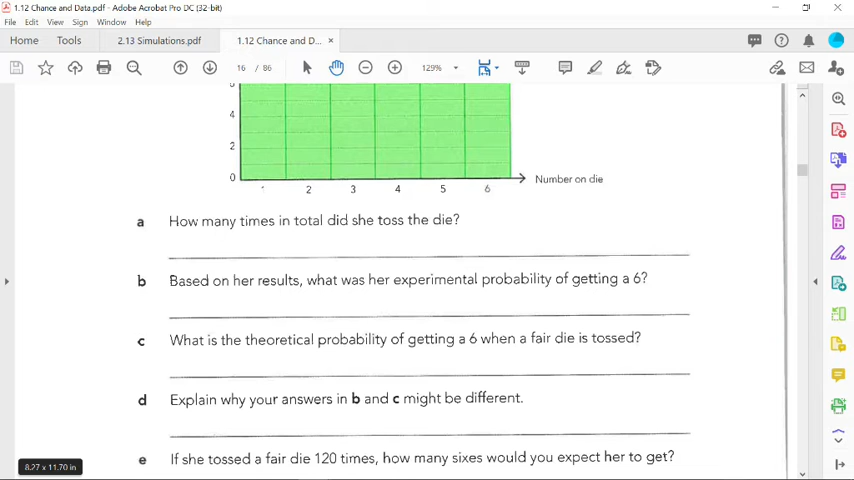 1.12 Chance and Data.pdf - Adobe Acrobat Pro DC (32-bit)
File Edit View Sign Window Help
Home Tools 2.13 Simulations.pdf 1.12 Chance and D... ×
16 / 86 129%
4
2
0
1 2 3 4 5 6 Number on die
a How many times in total did she toss the die?
b Based on her results, what was her experimental probability of getting a 6?
c What is the theoretical probability of getting a 6 when a fair die is tossed?
d Explain why your answers in b and c might be different.
8.27 x 11.70 in
e If she tossed a fair die 120 times, how many sixes would you expect her to get?